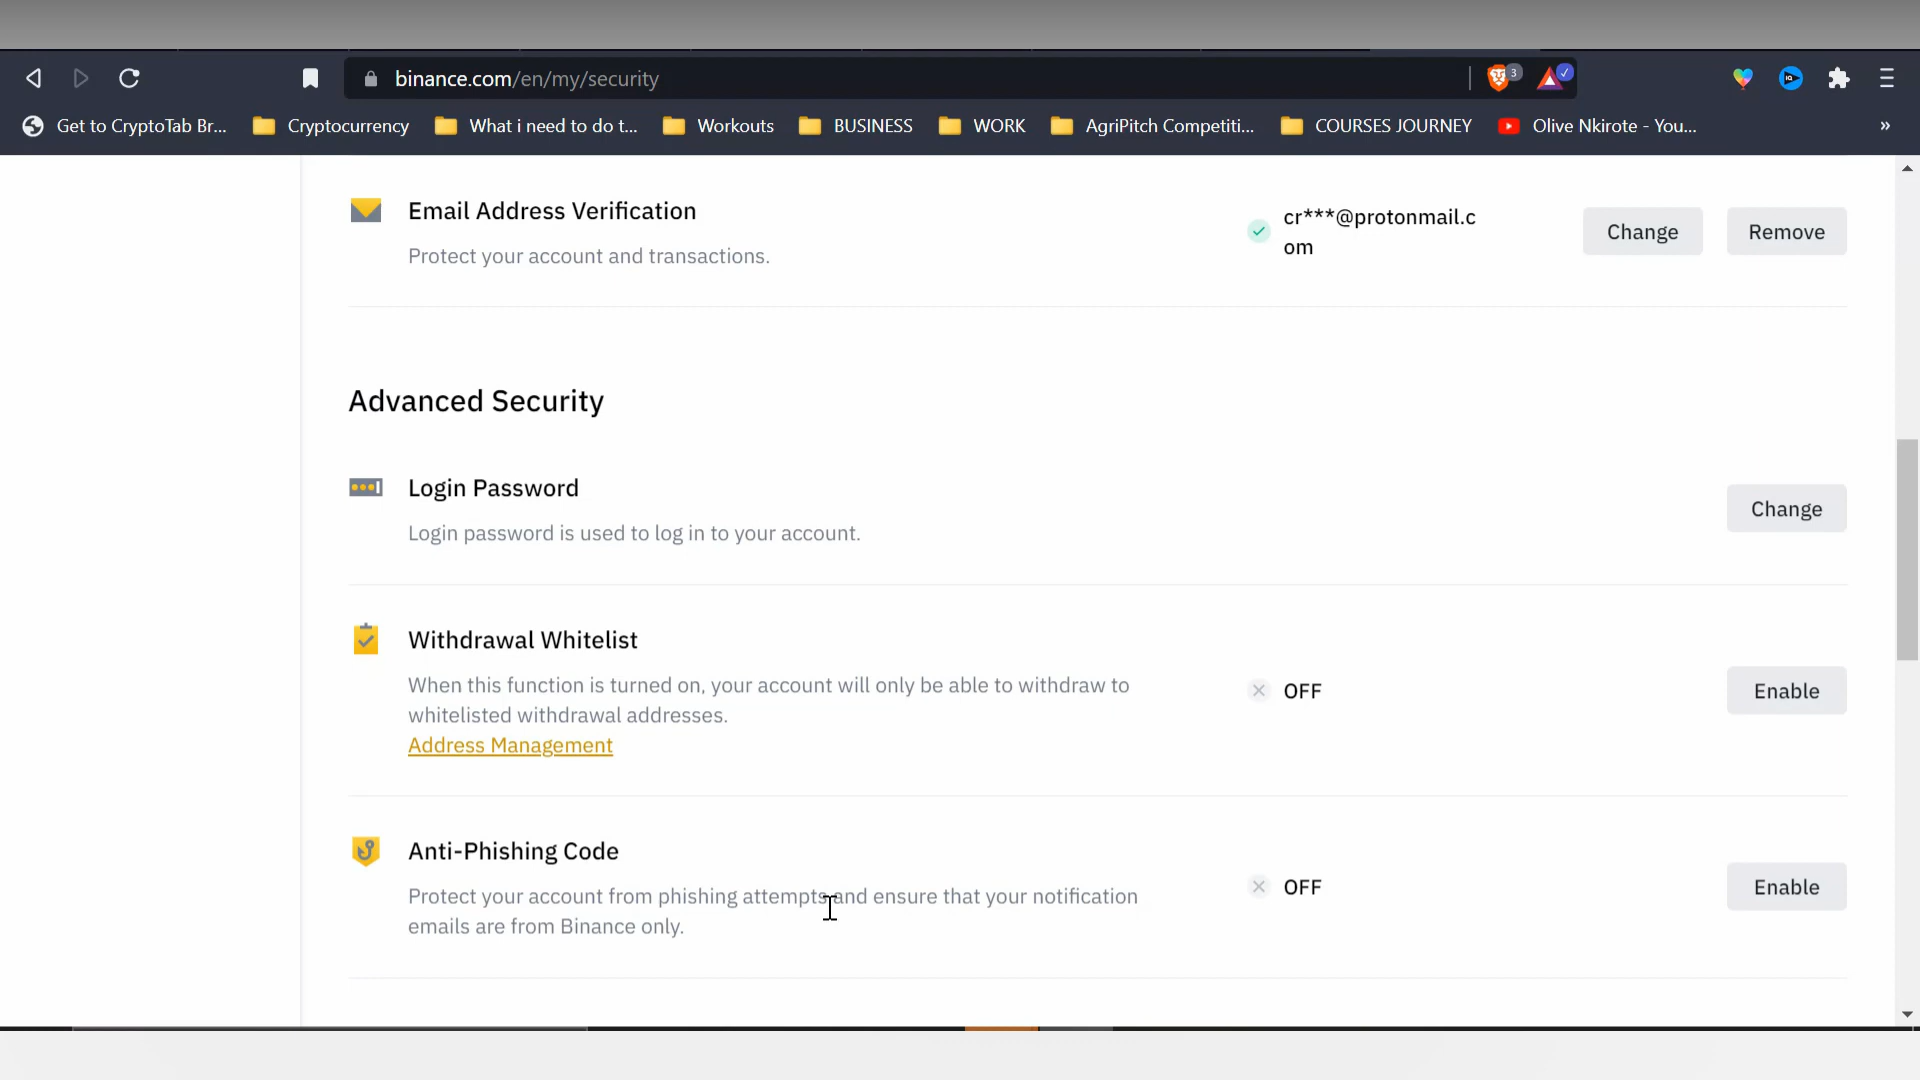 binance.com/en/my/security
3
Get to CryptoTab Br...
Cryptocurrency
What i need to do t...
Workouts
BUSINESS
WORK
AgriPitch Competiti...
COURSES JOURNEY
Olive Nkirote - You...
»
Email Address Verification
Protect your account and transactions.
cr***@protonmail.c
om
Change
Remove
Advanced Security
Login Password
Login password is used to log in to your account.
Change
Withdrawal Whitelist
When this function is turned on, your account will only be able to withdraw to
whitelisted withdrawal addresses.
Address Management
OFF
Enable
Anti-Phishing Code
Protect your account from phishing attempts and ensure that your notification
emails are from Binance only.
OFF
Enable